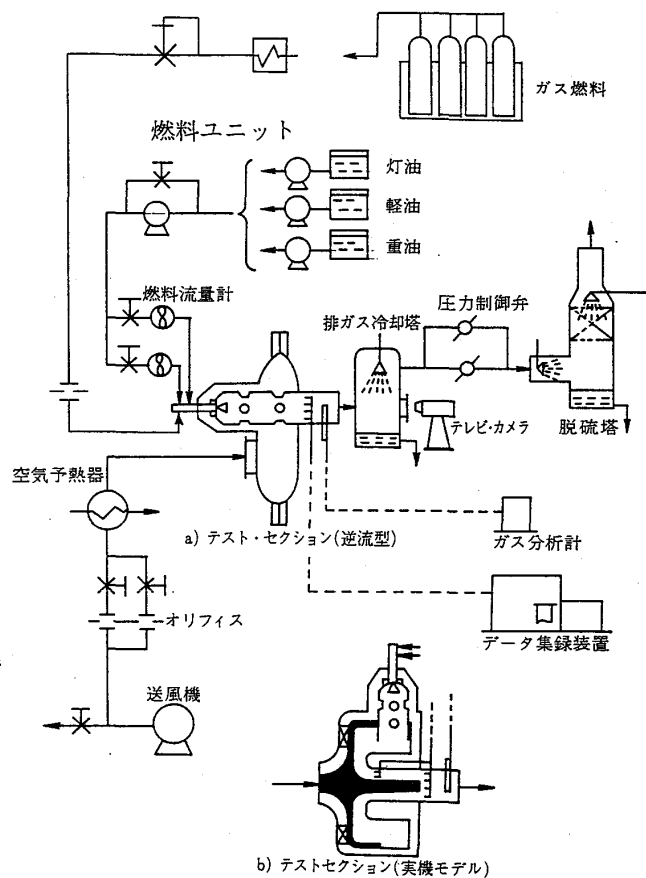 ガス燃料
燃料ユニット
灯油
軽油
重油
燃料流量計
圧力制御弁
排ガス冷却塔
テレビ・カメラ
脱硫塔
空気予熱器
a) テスト・セクション(逆流型)
ガス分析計
オリフィス
データ集録装置
送風機
b) テストセクション(実機モデル)